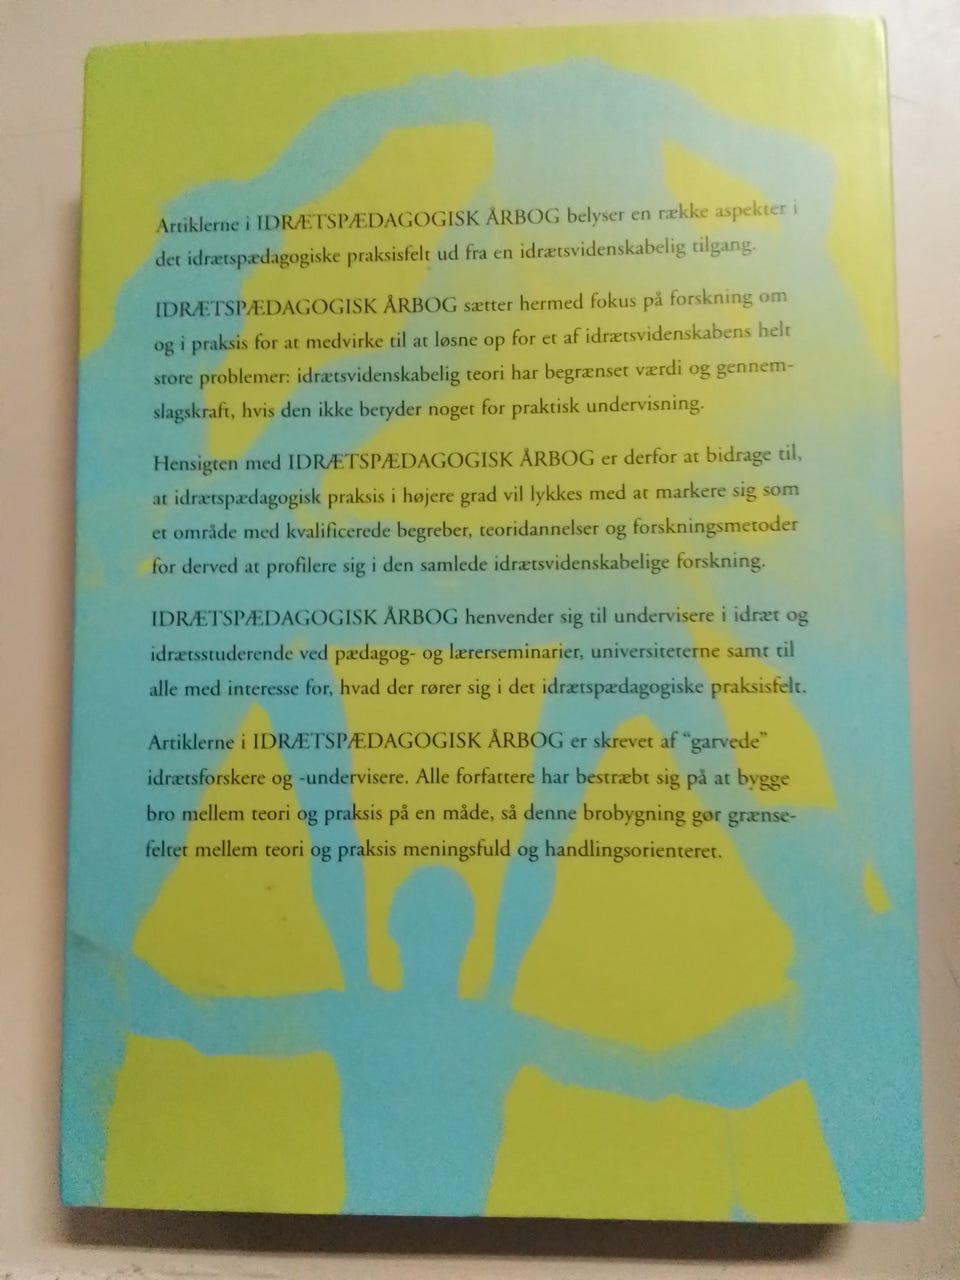 Artiklerne i IDRÆTSPÆDAGOGISK ÅRBOG belyser en række aspekter i
det idrætspædagogiske praksisfelt ud fra en idrætsvidenskabelig tilgang.
IDRÆTSPÆDAGOGISK ÅRBOG sætter hermed fokus på forskning om
og i praksis for at medvirke til at løsne op for et af idrætsvidenskabens helt
store problemer: idrætsvidenskabelig teori har begrænset værdi og gennem-
slagskraft, hvis den ikke betyder noget for praktisk undervisning.
Hensigten med IDRÆTSPÆDAGOGISK ÅRBOG er derfor at bidrage til,
at idrætspædagogisk praksis i højere grad vil lykkes med at markere sig som
et område med kvalificerede begreber, teoridannelser og forskningsmetoder
for derved at profilere sig i den samlede idrætsvidenskabelige forskning.
IDRÆTSPÆDAGOGISK ÅRBOG henvender sig til undervisere i idræt og
idrætsstuderende ved pædagog- og lærerseminarier, universiteterne samt til
alle med interesse for, hvad der rører sig i det idrætspædagogiske praksisfelt.
Artiklerne i IDRÆTSPÆDAGOGISK ÅRBOG er skrevet af “garvede”
idrætsforskere og -undervisere. Alle forfattere har bestræbt sig på at bygge
bro mellem teori og praksis på en måde, så denne brobygning gør grænse-
feltet mellem teori og praksis meningsfuld og handlingsorienteret.